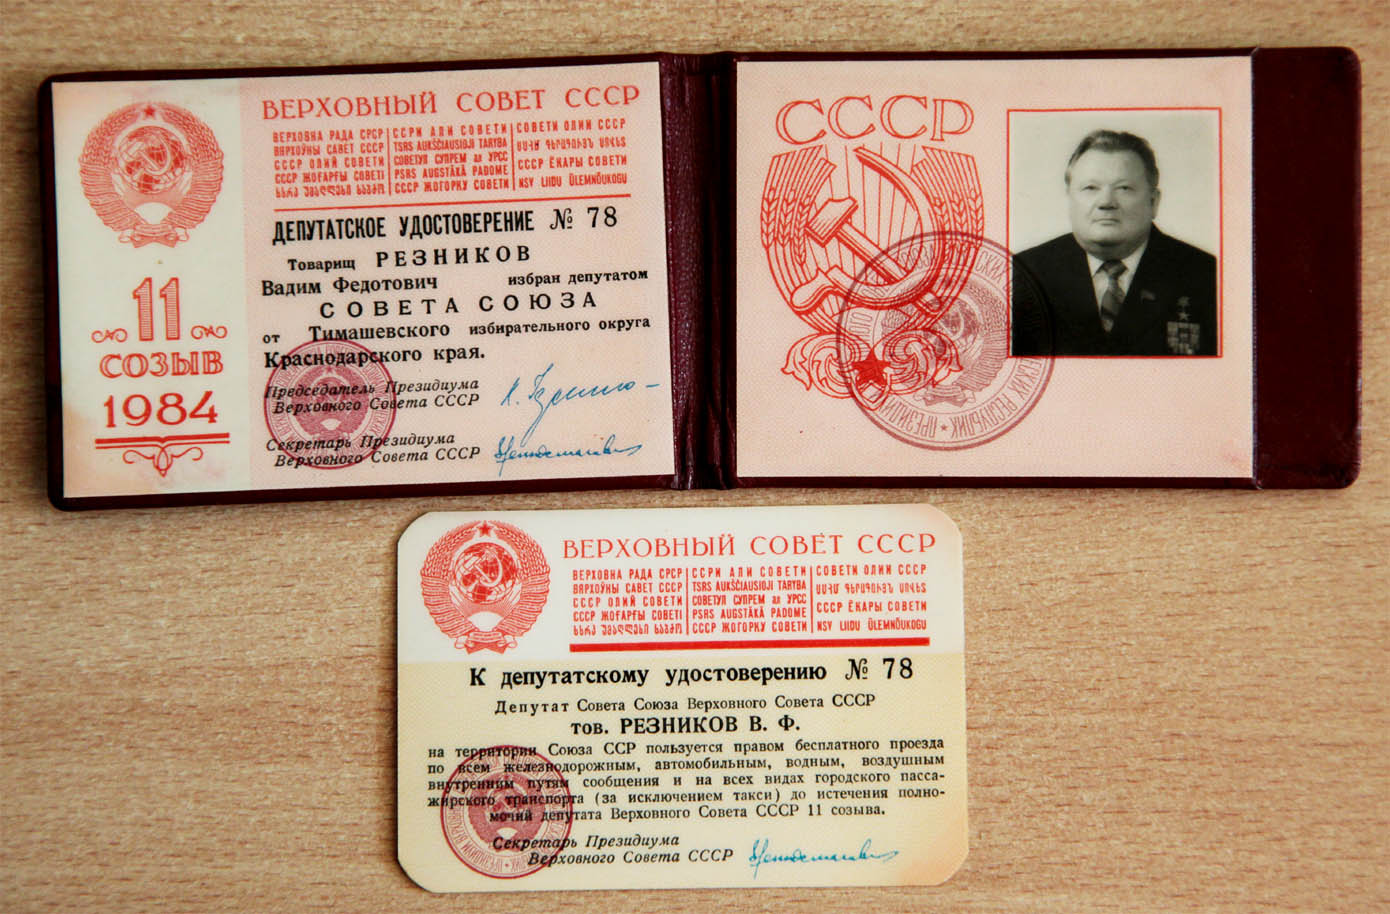 ВЕРХОВНЫЙ СОВЕТ СССР
ВЕРХОВНА РАДА СРСР
ВЯРХОЎНЫ САВЕТ СССР
СССР ОЛИЙ СОВЕТИ
СССР ЖОҒАРҒЫ СОВЕТІ
ССРИ АЛИ СОВЕТИ
TSRS AUKŠČIAUSIOJI TARYBA
СОВЕТУЛ СУПРЕМ ал УРСС
PSRS AUGSTĀKĀ PADOME
СССР ЖОГОРКУ СОВЕТИ
СОВЕТИ ОЛИИ СССР
СССР ЁКАРЫ СОВЕТИ
NSV LIIDU ÜLEMNÕUKOGU
11
СОЗЫВ
1984
ДЕПУТАТСКОЕ УДОСТОВЕРЕНИЕ № 78
Товарищ РЕЗНИКОВ
Вадим Федотович избран депутатом
СОВЕТА СОЮЗА
от Тимашевского избирательного округа
Краснодарского края.
Председатель Президиума
Верховного Совета СССР
Секретарь Президиума
Верховного Совета СССР
СССР
ВЕРХОВНЫЙ СОВЕТ СССР
ВЕРХОВНА РАДА СРСР
ВЯРХОЎНЫ САВЕТ СССР
СССР ОЛИЙ СОВЕТИ
СССР ЖОҒАРҒЫ СОВЕТІ
ССРИ АЛИ СОВЕТИ
TSRS AUKŠČIAUSIOJI TARYBA
СОВЕТУЛ СУПРЕМ ал УРСС
PSRS AUGSTĀKĀ PADOME
СССР ЖОГОРКУ СОВЕТИ
СОВЕТИ ОЛИИ СССР
СССР ЁКАРЫ СОВЕТИ
NSV LIIDU ÜLEMNÕUKOGU
К депутатскому удостоверению № 78
Депутат Совета Союза Верховного Совета СССР
тов. РЕЗНИКОВ В. Ф.
на территории Союза ССР пользуется правом бесплатного проезда
по всем железнодорожным, автомобильным, водным, воздушным
внутренним путям сообщения и на всех видах городского пасса-
жирского транспорта (за исключением такси) до истечения полно-
мочий депутата Верховного Совета СССР 11 созыва.
Секретарь Президиума
Верховного Совета СССР